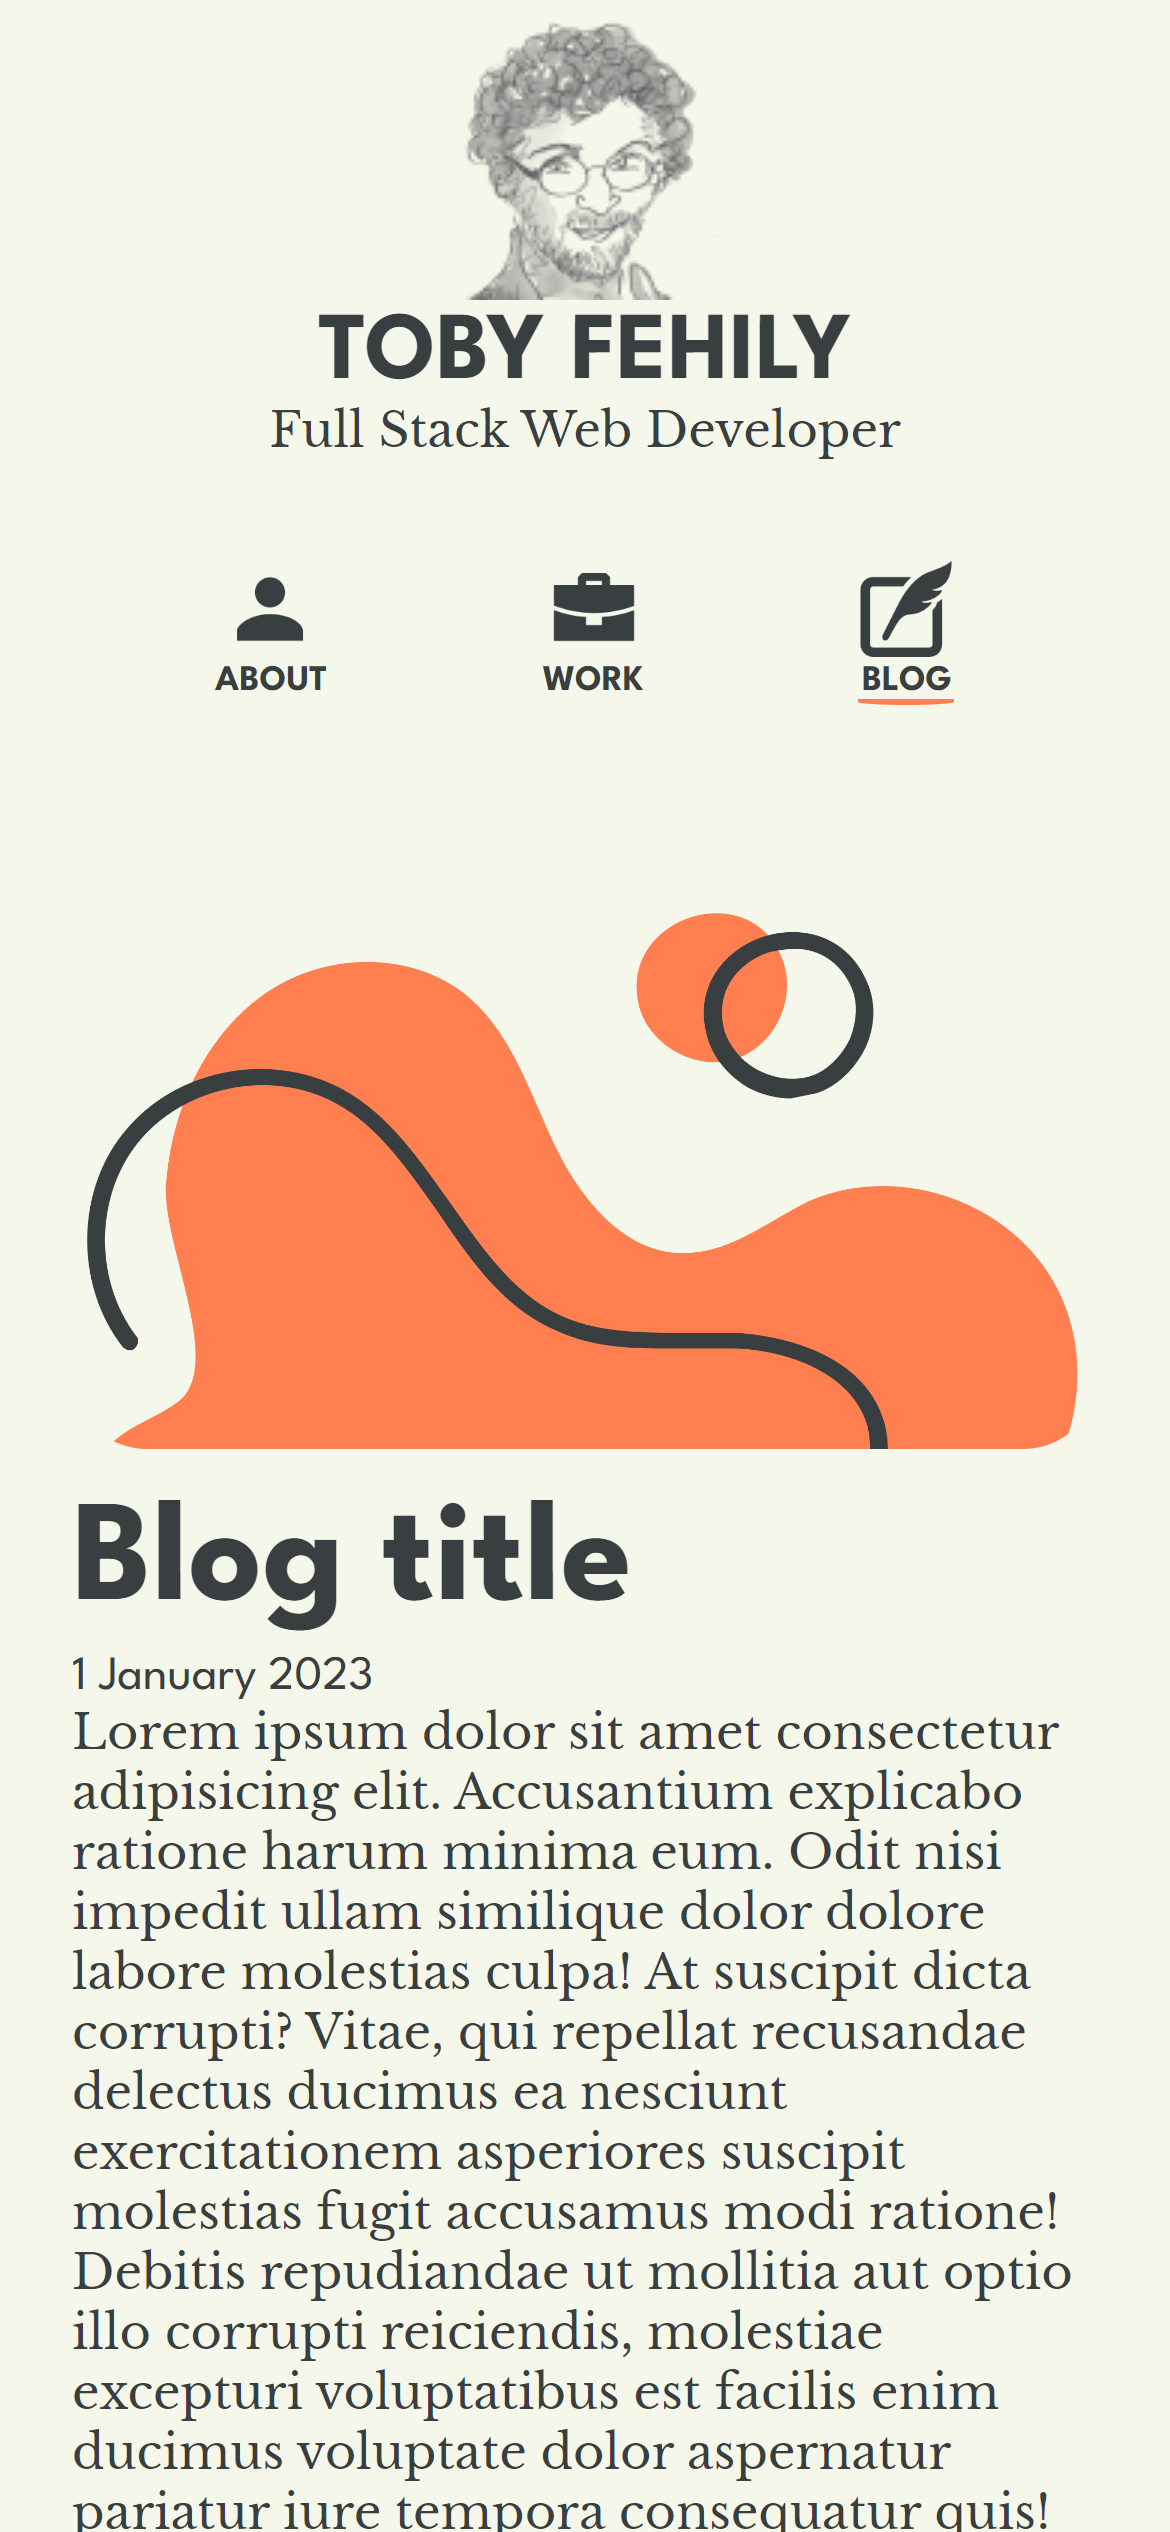 TOBY FEHILY
Full Stack Web Developer
ABOUT
WORK
BLOG
Blog title
1 January 2023
Lorem ipsum dolor sit amet consectetur
adipisicing elit. Accusantium explicabo
ratione harum minima eum. Odit nisi
impedit ullam similique dolor dolore
labore molestias culpa! At suscipit dicta
corrupti? Vitae, qui repellat recusandae
delectus ducimus ea nesciunt
exercitationem asperiores suscipit
molestias fugit accusamus modi ratione!
Debitis repudiandae ut mollitia aut optio
illo corrupti reiciendis, molestiae
excepturi voluptatibus est facilis enim
ducimus voluptate dolor aspernatur
pariatur iure tempora consequatur quis!